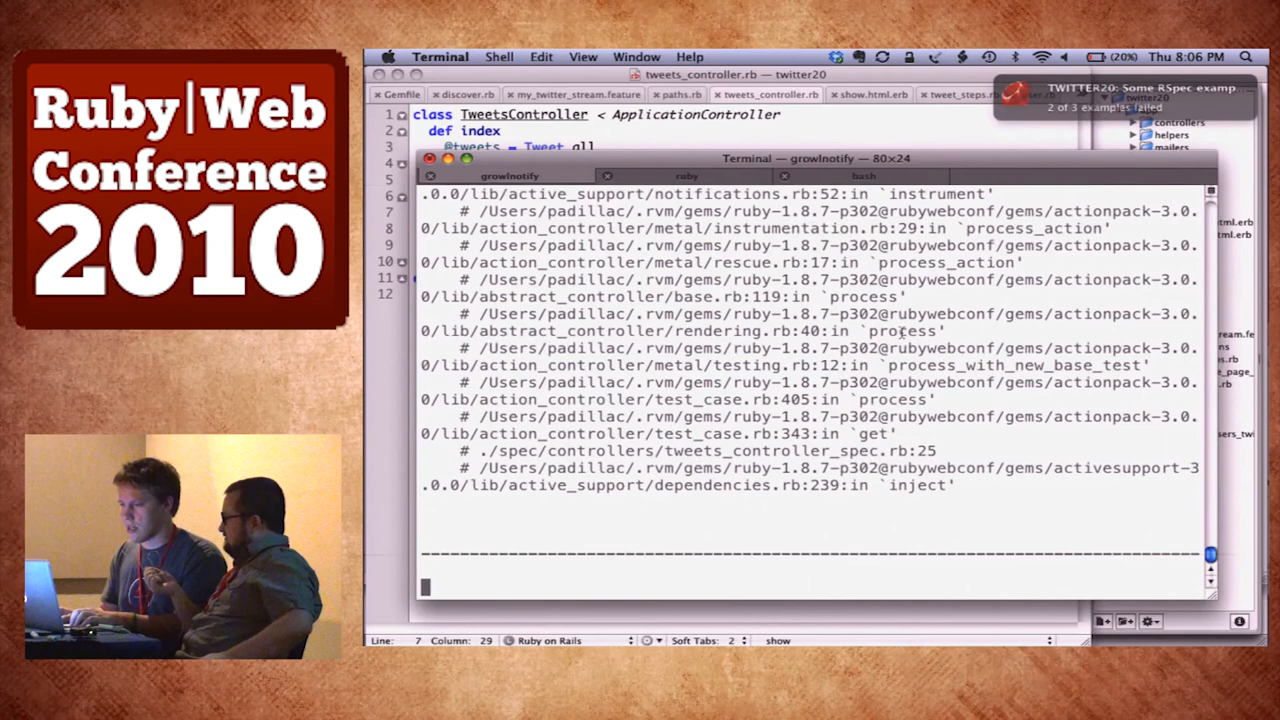 Ruby|Web
Conference
2010
Terminal Shell Edit View Window Help
(20%) Thu 8:06 PM
tweets_controller.rb — twitter20
Gemfile discover.rb my_twitter_stream.feature paths.rb tweets_controller.rb show.html.erb tweet_steps.rb
TWITTER20: Some RSpec examp
2 of 3 examples failed
twitter20
controllers
helpers
mailers
1 class TweetsController < ApplicationController
2 def index
3 @tweets = Tweet.all
4
5
6
7
8
9
10
11
12
Terminal — growlnotify — 80×24
growlnotify ruby bash
.0.0/lib/active_support/notifications.rb:52:in `instrument'
# /Users/padillac/.rvm/gems/ruby-1.8.7-p302@rubywebconf/gems/actionpack-3.0.
0/lib/action_controller/metal/instrumentation.rb:29:in `process_action'
# /Users/padillac/.rvm/gems/ruby-1.8.7-p302@rubywebconf/gems/actionpack-3.0.
0/lib/action_controller/metal/rescue.rb:17:in `process_action'
# /Users/padillac/.rvm/gems/ruby-1.8.7-p302@rubywebconf/gems/actionpack-3.0.
0/lib/abstract_controller/base.rb:119:in `process'
# /Users/padillac/.rvm/gems/ruby-1.8.7-p302@rubywebconf/gems/actionpack-3.0.
0/lib/abstract_controller/rendering.rb:40:in `process'
# /Users/padillac/.rvm/gems/ruby-1.8.7-p302@rubywebconf/gems/actionpack-3.0.
0/lib/action_controller/metal/testing.rb:12:in `process_with_new_base_test'
# /Users/padillac/.rvm/gems/ruby-1.8.7-p302@rubywebconf/gems/actionpack-3.0.
0/lib/action_controller/test_case.rb:405:in `process'
# /Users/padillac/.rvm/gems/ruby-1.8.7-p302@rubywebconf/gems/actionpack-3.0.
0/lib/action_controller/test_case.rb:343:in `get'
# ./spec/controllers/tweets_controller_spec.rb:25
# /Users/padillac/.rvm/gems/ruby-1.8.7-p302@rubywebconf/gems/activesupport-3
.0.0/lib/active_support/dependencies.rb:239:in `inject'
Line: 7 Column: 29 Ruby on Rails Soft Tabs: 2 show